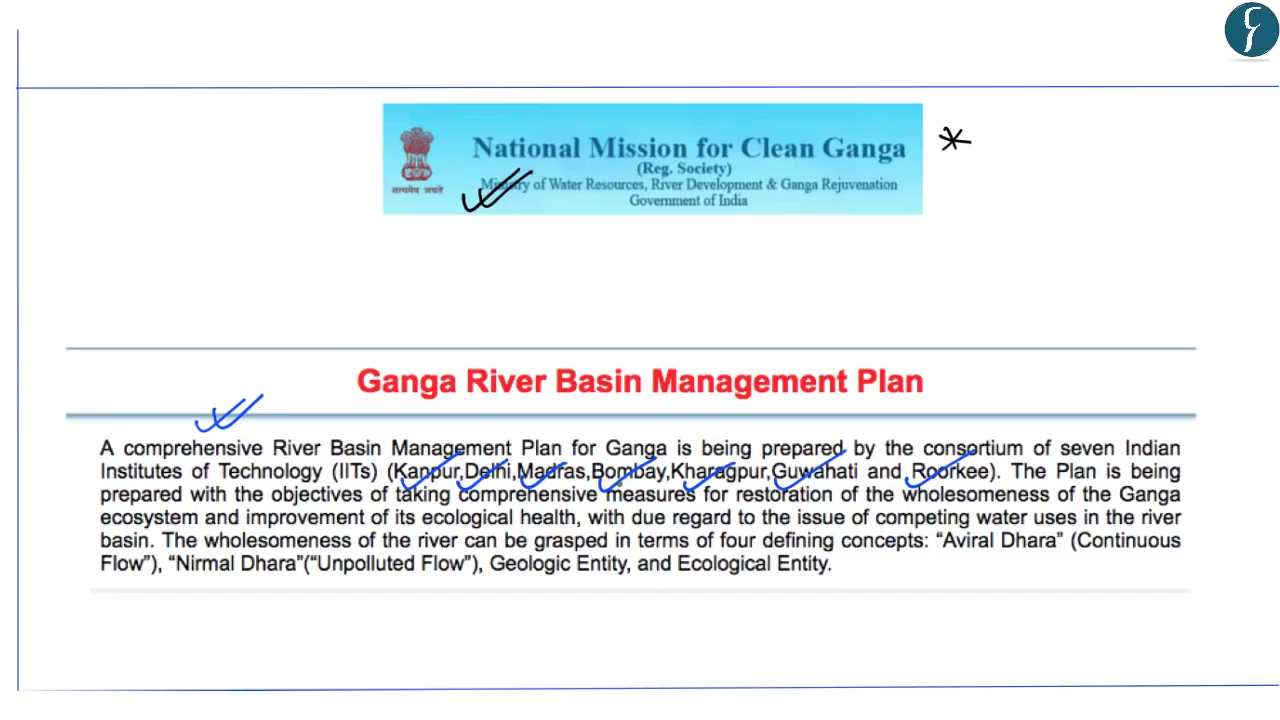 National Mission for Clean Ganga
(Reg. Society)
Ministry of Water Resources, River Development & Ganga Rejuvenation
Government of India
सत्यमेव जयते
Ganga River Basin Management Plan
A comprehensive River Basin Management Plan for Ganga is being prepared by the consortium of seven Indian
Institutes of Technology (IITs) (Kanpur,Delhi,Madras,Bombay,Kharagpur,Guwahati and Roorkee). The Plan is being
prepared with the objectives of taking comprehensive measures for restoration of the wholesomeness of the Ganga
ecosystem and improvement of its ecological health, with due regard to the issue of competing water uses in the river
basin. The wholesomeness of the river can be grasped in terms of four defining concepts: “Aviral Dhara” (Continuous
Flow”), “Nirmal Dhara”(“Unpolluted Flow”), Geologic Entity, and Ecological Entity.